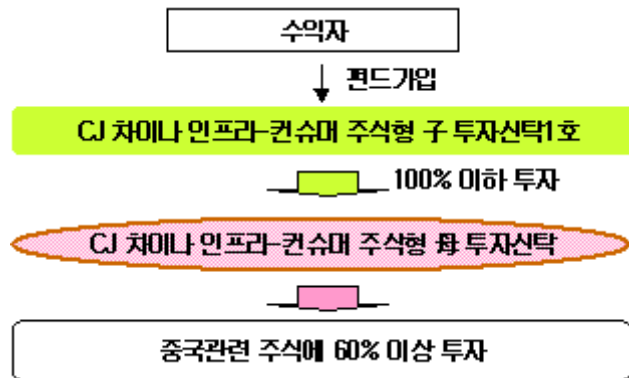 수익자
펀드가입
CJ 차이나 인프라-컨슈머 주식형 子 투자신탁1호
100% 이하 투자
CJ 차이나 인프라-컨슈머 주식형 母 투자신탁
중국관련 주식에 60% 이상 투자